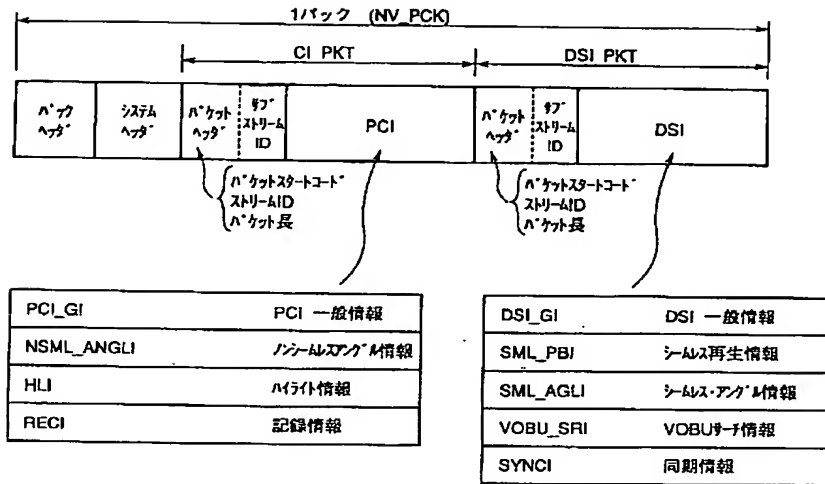 1パック (NV_PCK)
CI PKT
DSI PKT
パック
ヘッダ
システム
ヘッダ
パケット
ヘッダ
サブ
ストリーム
ID
PCI
パケット
ヘッダ
サブ
ストリーム
ID
DSI
パケットスタートコード
ストリームID
パケット長
パケットスタートコード
ストリームID
パケット長
PCI_GI PCI 一般情報
NSML_ANGLI ノンシームレスアングル情報
HLI ハイライト情報
RECI 記録情報
DSI_GI DSI 一般情報
SML_PBI シームレス再生情報
SML_AGLI シームレス・アングル情報
VOBU_SRI VOBUサーチ情報
SYNCI 同期情報